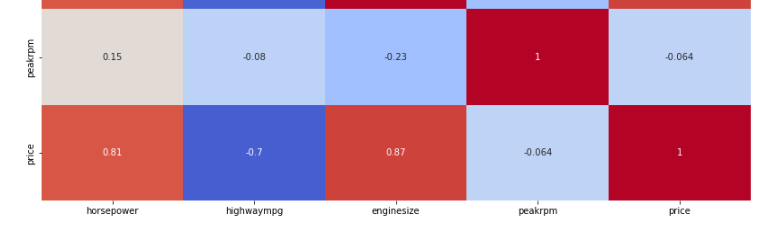 peakrpm 0.15 -0.08 -0.23 1 -0.064
price 0.81 -0.7 0.87 -0.064 1
horsepower highwaympg enginesize peakrpm price